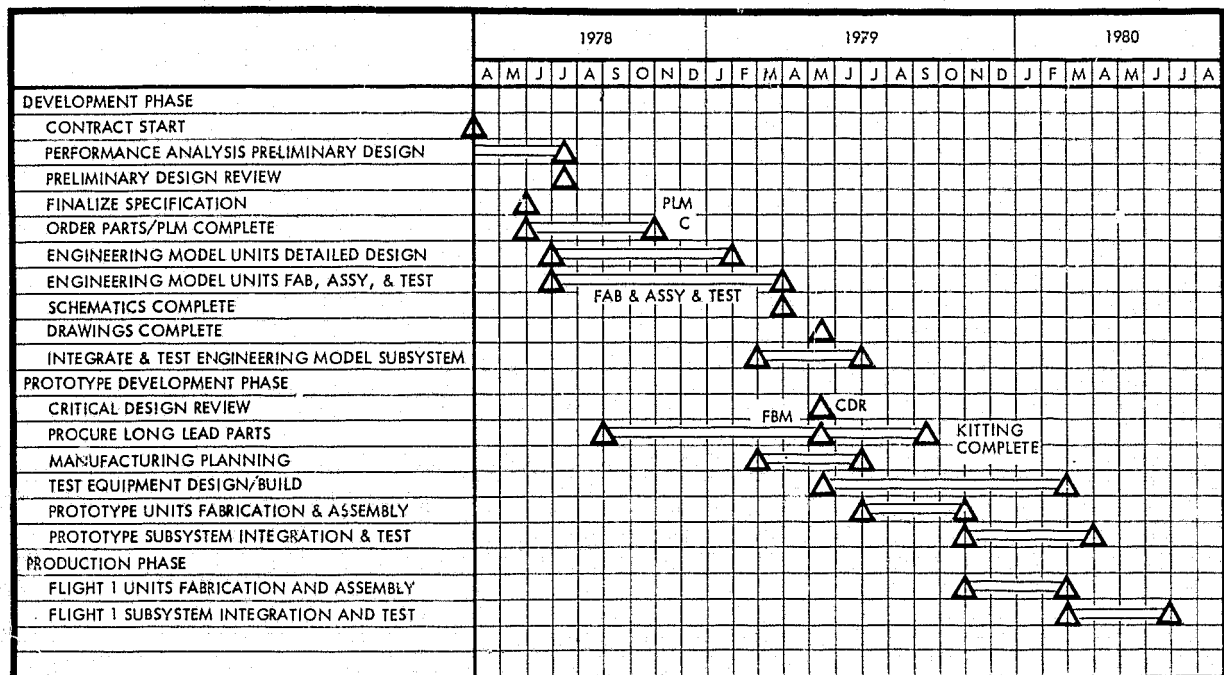 1978 1979 1980
A M J J A S O N D J F M A M J J A S O N D J F M A M J J A
DEVELOPMENT PHASE
CONTRACT START
PERFORMANCE ANALYSIS PRELIMINARY DESIGN
PRELIMINARY DESIGN REVIEW
FINALIZE SPECIFICATION
PLM
ORDER PARTS/PLM COMPLETE C
ENGINEERING MODEL UNITS DETAILED DESIGN
ENGINEERING MODEL UNITS FAB, ASSY, & TEST
FAB & ASSY & TEST
SCHEMATICS COMPLETE
DRAWINGS COMPLETE
INTEGRATE & TEST ENGINEERING MODEL SUBSYSTEM
PROTOTYPE DEVELOPMENT PHASE
CRITICAL DESIGN REVIEW CDR
FBM
PROCURE LONG LEAD PARTS KITTING
COMPLETE
MANUFACTURING PLANNING
TEST EQUIPMENT DESIGN/BUILD
PROTOTYPE UNITS FABRICATION & ASSEMBLY
PROTOTYPE SUBSYSTEM INTEGRATION & TEST
PRODUCTION PHASE
FLIGHT 1 UNITS FABRICATION AND ASSEMBLY
FLIGHT 1 SUBSYSTEM INTEGRATION AND TEST